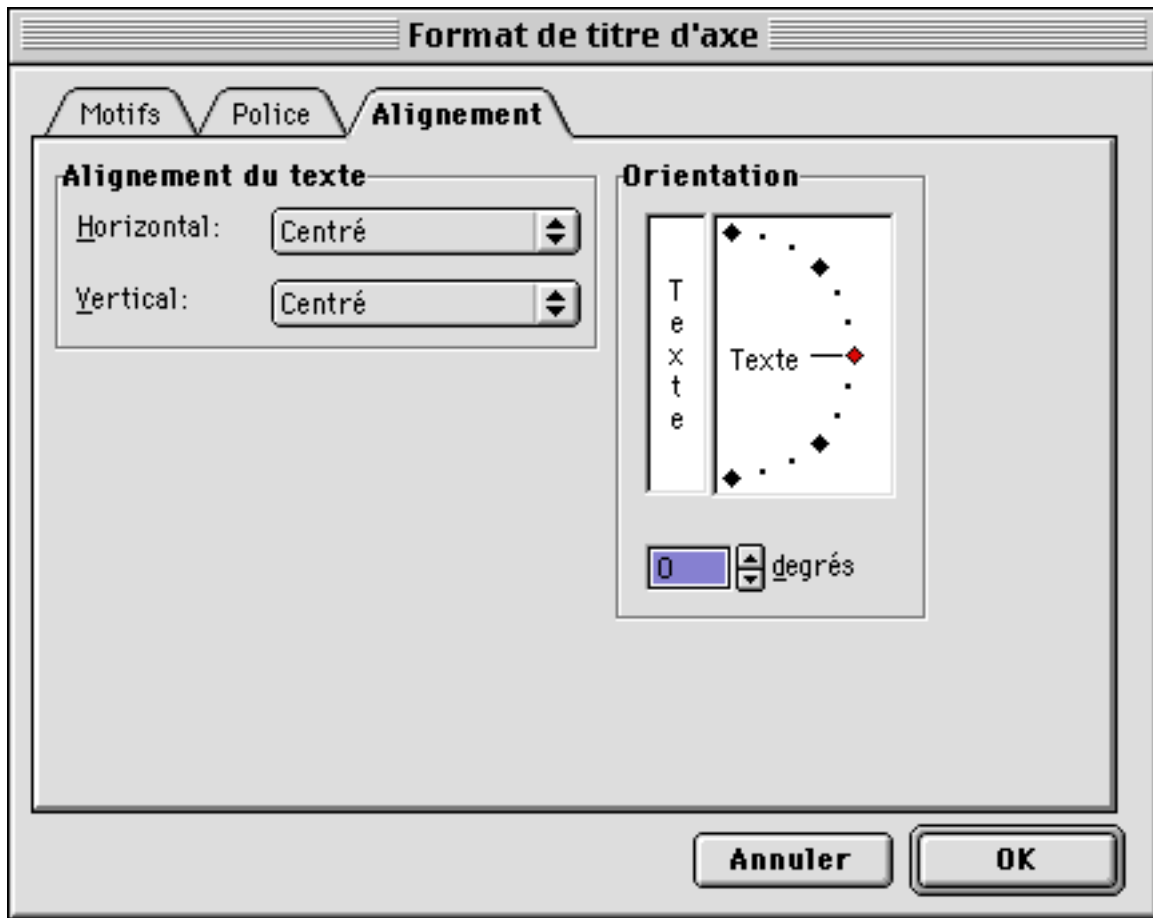 Format de titre d'axe
Motifs Police Alignement
Alignement du texte
Horizontal: Centré
Vertical: Centré
Orientation
Texte
Texte
0 degrés
Annuler OK